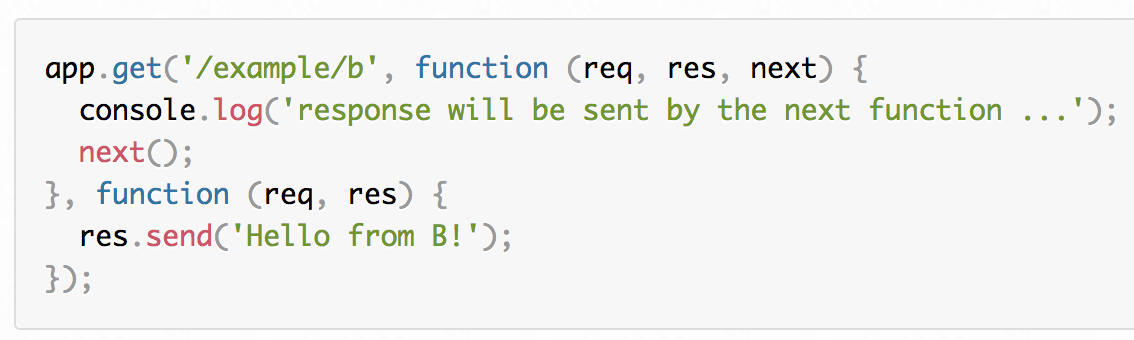 app.get('/example/b', function (req, res, next) {
  console.log('response will be sent by the next function ...');
  next();
}, function (req, res) {
  res.send('Hello from B!');
});